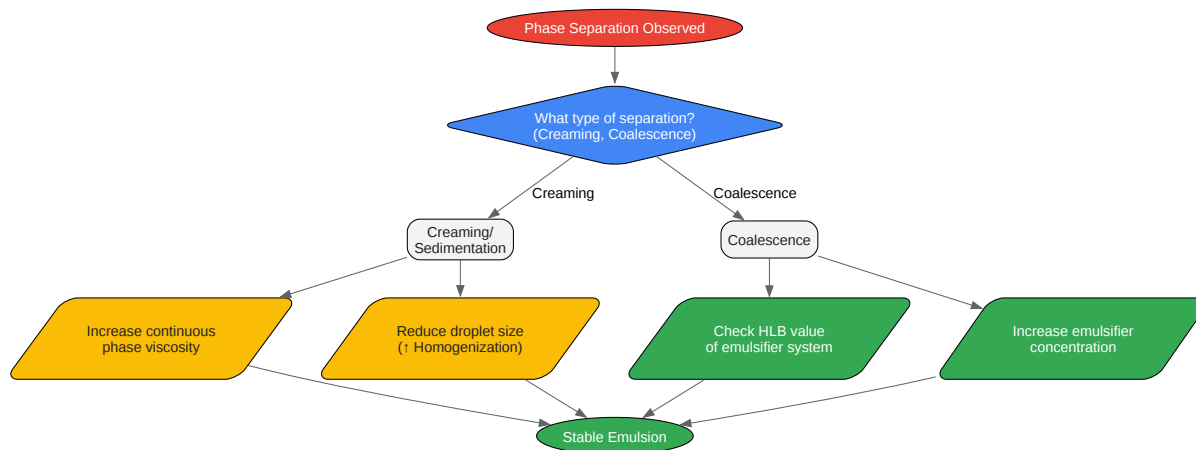 Phase Separation Observed
What type of separation?
(Creaming, Coalescence)
Creaming
Coalescence
Creaming/
Sedimentation
Coalescence
Increase continuous
phase viscosity
Reduce droplet size
(↑ Homogenization)
Check HLB value
of emulsifier system
Increase emulsifier
concentration
Stable Emulsion